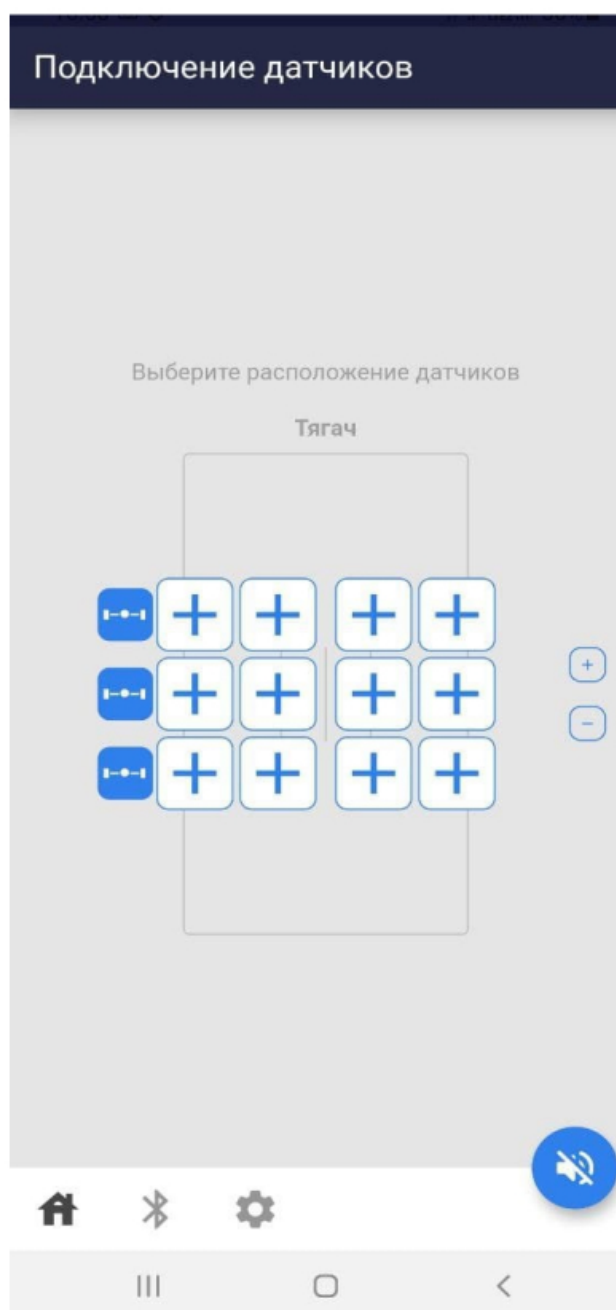 Подключение датчиков
Выберите расположение датчиков
Тягач